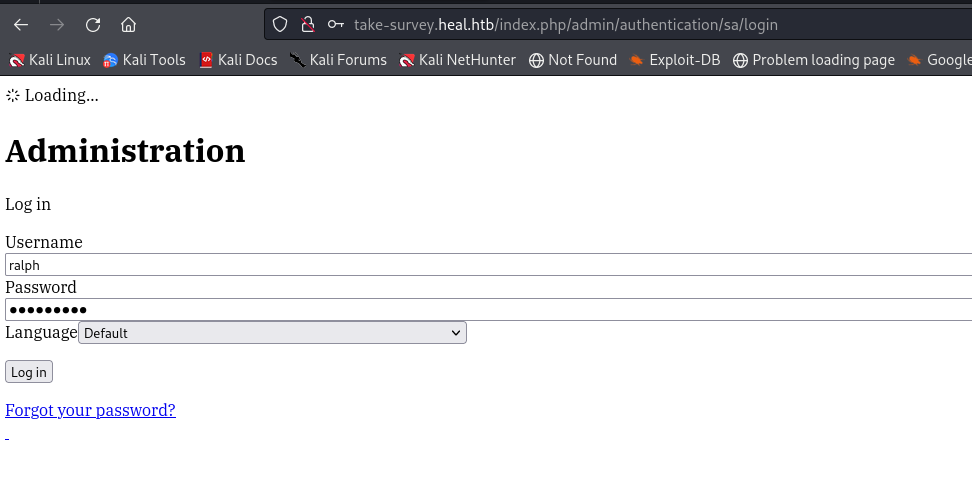 take-survey.heal.htb/index.php/admin/authentication/sa/login
Kali Linux Kali Tools Kali Docs Kali Forums Kali NetHunter Not Found Exploit-DB Problem loading page Google
Loading...
Administration
Log in
Username
ralph
Password
●●●●●●●●●
Language Default
Log in
Forgot your password?